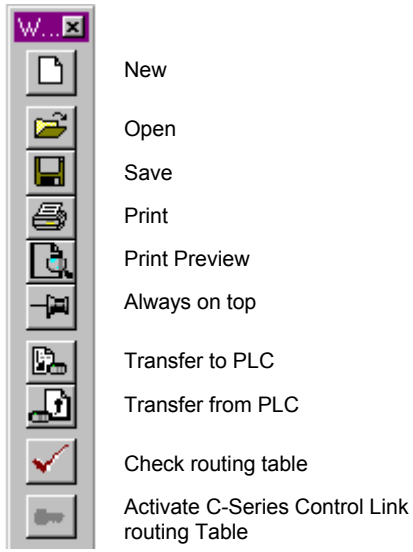 W...
New
Open
Save
Print
Print Preview
Always on top
Transfer to PLC
Transfer from PLC
Check routing table
Activate C-Series Control Link
routing Table